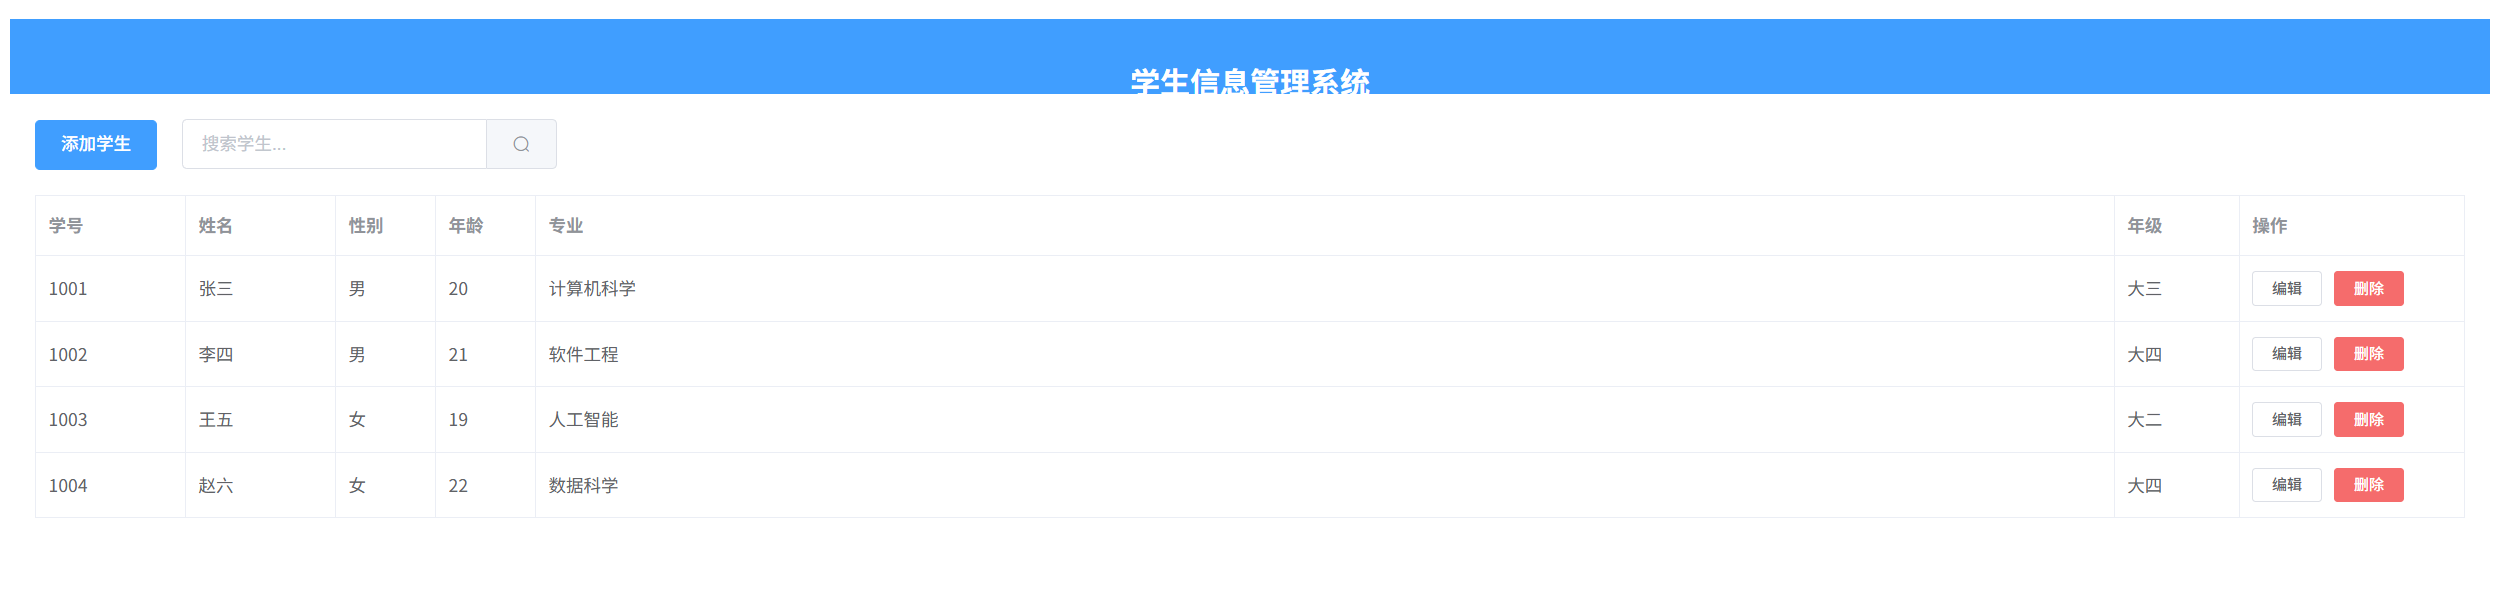 学生信息管理系统
添加学生 搜索学生...
学号 姓名 性别 年龄 专业 年级 操作
1001 张三 男 20 计算机科学 大三 编辑 删除
1002 李四 男 21 软件工程 大四 编辑 删除
1003 王五 女 19 人工智能 大二 编辑 删除
1004 赵六 女 22 数据科学 大四 编辑 删除